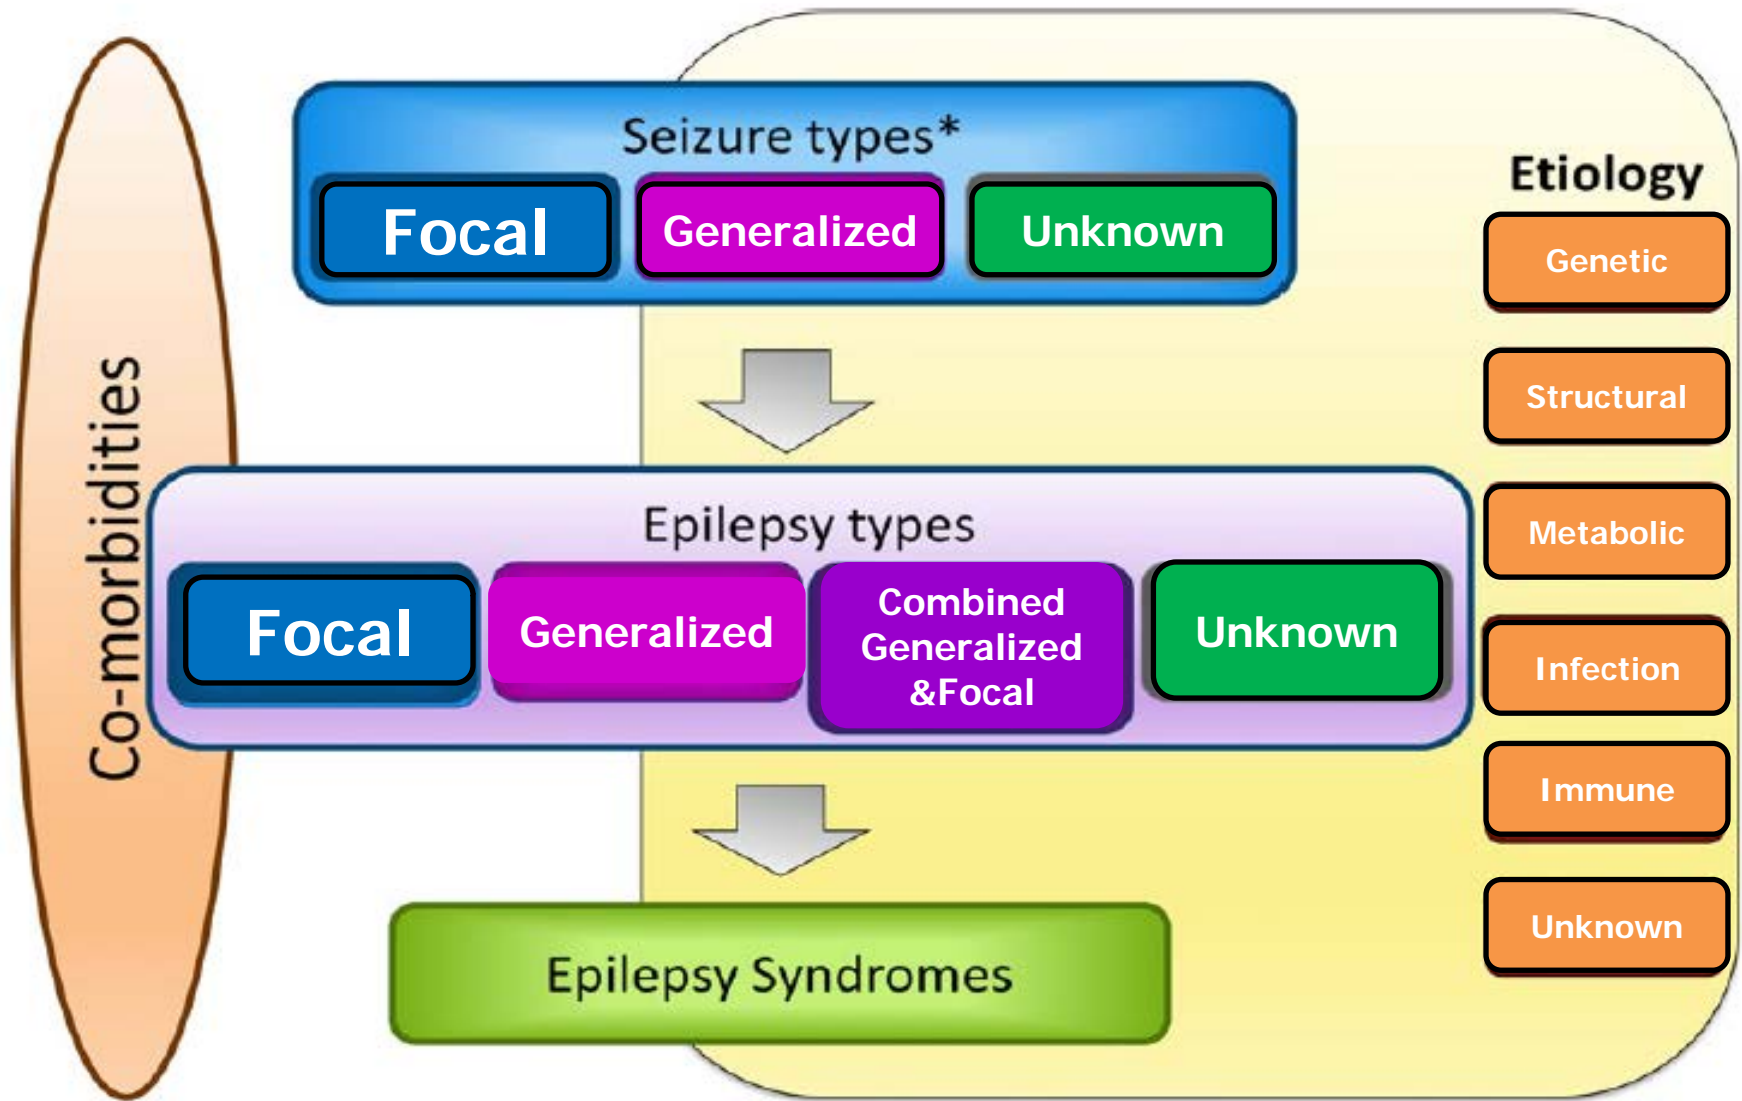 Co-morbidities
Seizure types*
Focal
Generalized
Unknown
Epilepsy types
Focal
Generalized
Combined
Generalized
&Focal
Unknown
Epilepsy Syndromes
Etiology
Genetic
Structural
Metabolic
Infection
Immune
Unknown